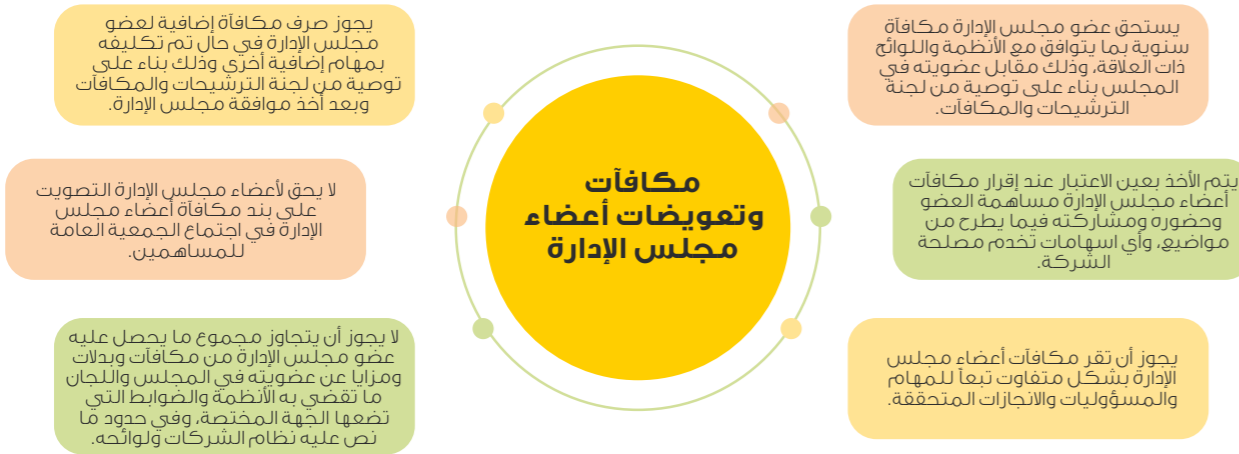 مكافآت
وتعويضات أعضاء
مجلس الإدارة
يستحق عضو مجلس الإدارة مكافأة
سنوية بما يتوافق مع الأنظمة واللوائح
ذات العلاقة، وذلك مقابل عضويته في
المجلس بناء على توصية من لجنة
الترشيحات والمكافآت.
يتم الأخذ بعين الاعتبار عند إقرار مكافآت
أعضاء مجلس الإدارة مساهمة العضو
وحضوره ومشاركته فيما يطرح من
مواضيع، وأي اسهامات تخدم مصلحة
الشركة.
يجوز أن تقر مكافآت أعضاء مجلس
الإدارة بشكل متفاوت تبعاً للمهام
والمسؤوليات والانجازات المتحققة.
يجوز صرف مكافأة إضافية لعضو
مجلس الإدارة في حال تم تكليفه
بمهام إضافية أخرى وذلك بناء على
توصية من لجنة الترشيحات والمكافآت
وبعد أخذ موافقة مجلس الإدارة.
لا يحق لأعضاء مجلس الإدارة التصويت
على بند مكافأة أعضاء مجلس
الإدارة في اجتماع الجمعية العامة
للمساهمين.
لا يجوز أن يتجاوز مجموع ما يحصل عليه
عضو مجلس الإدارة من مكافآت وبدلات
ومزايا عن عضويته في المجلس واللجان
ما تقضي به الأنظمة والضوابط التي
تضعها الجهة المختصة، وفي حدود ما
نص عليه نظام الشركات ولوائحه.